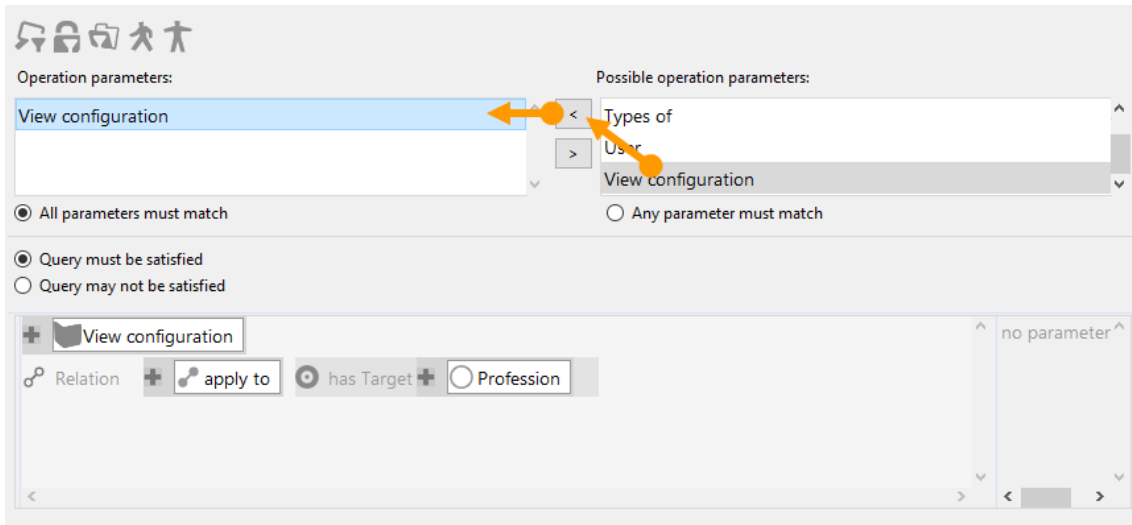 Operation parameters:
Possible operation parameters:
View configuration
<
Types of
>
User
View configuration
All parameters must match
Any parameter must match
Query must be satisfied
Query may not be satisfied
View configuration
no parameter
Relation apply to has Target Profession